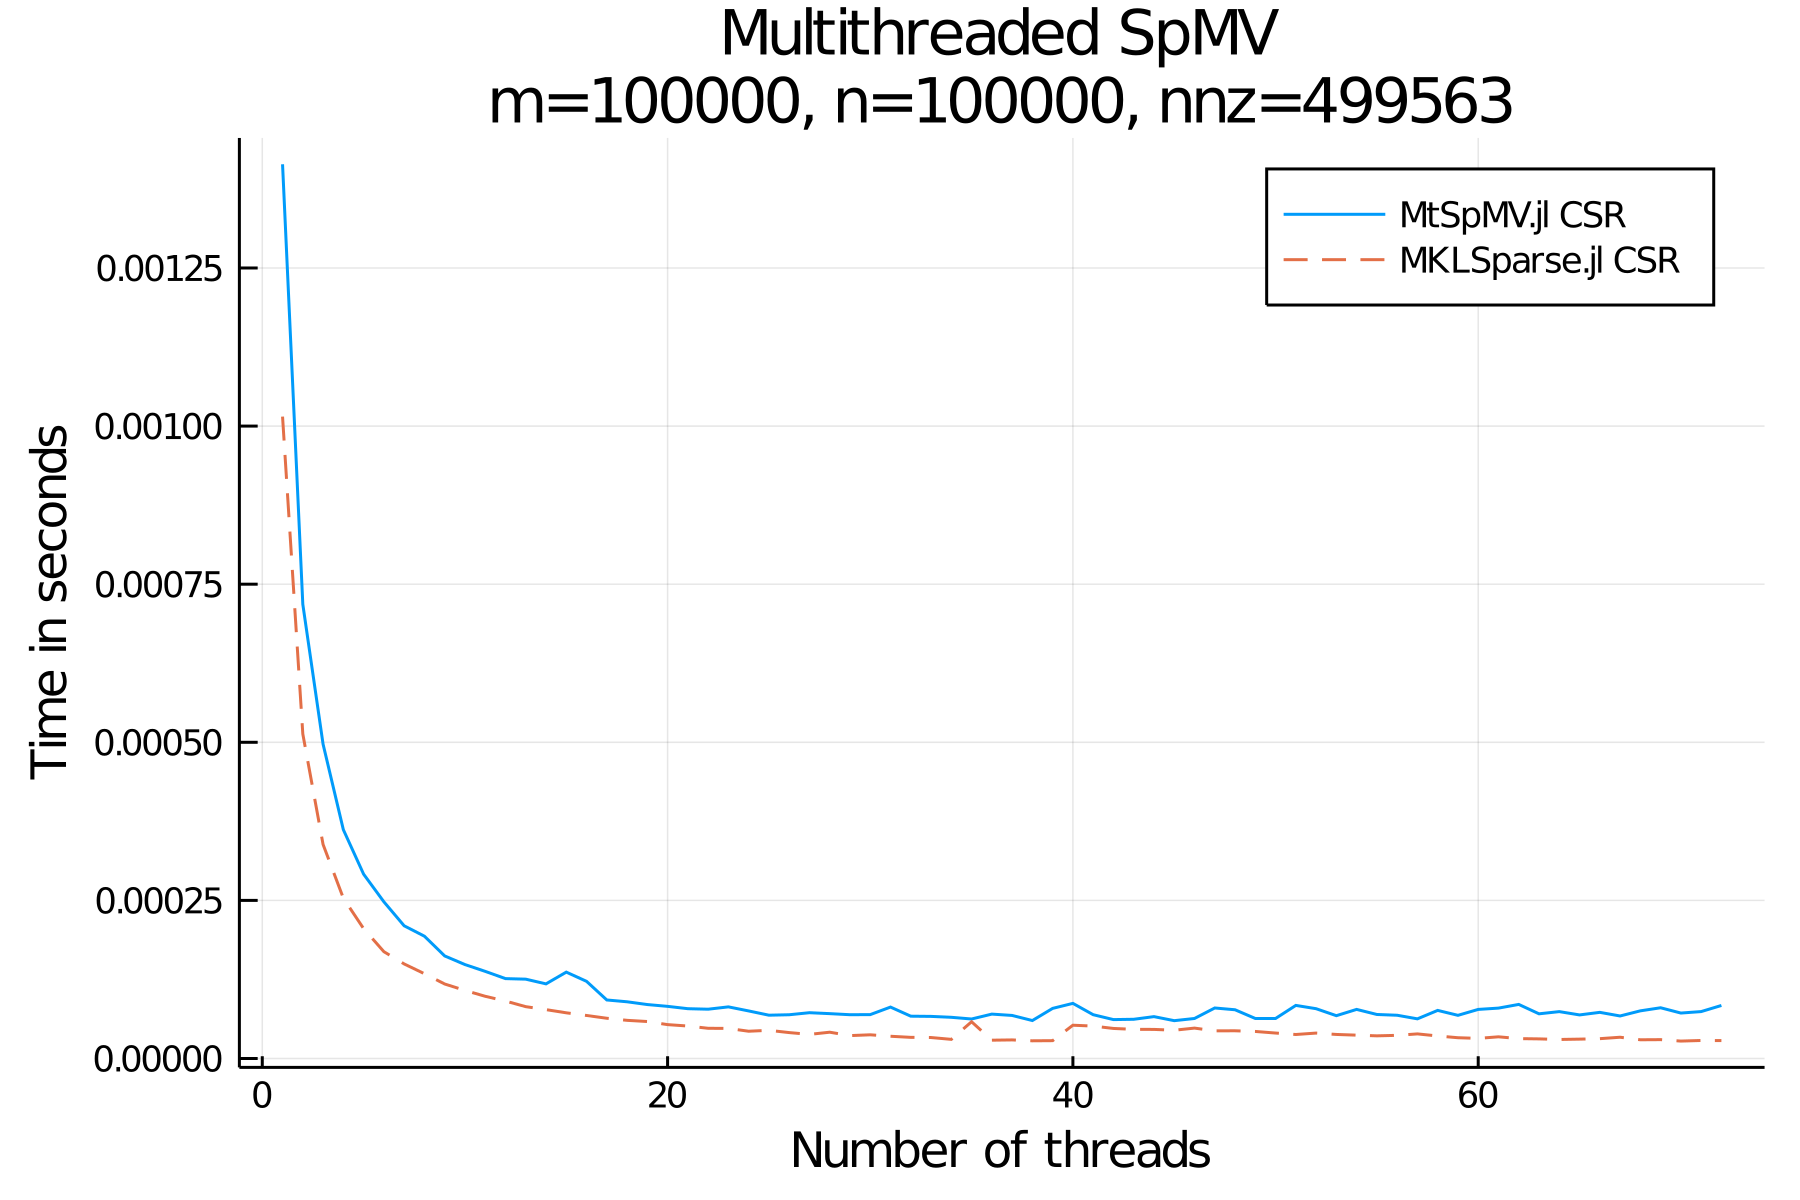 Multithreaded SpMV
m=100000, n=100000, nnz=499563
MtSpMV.jl CSR
MKLSparse.jl CSR
Time in seconds
0.00125
0.00100
0.00075
0.00050
0.00025
0.00000
0 20 40 60
Number of threads